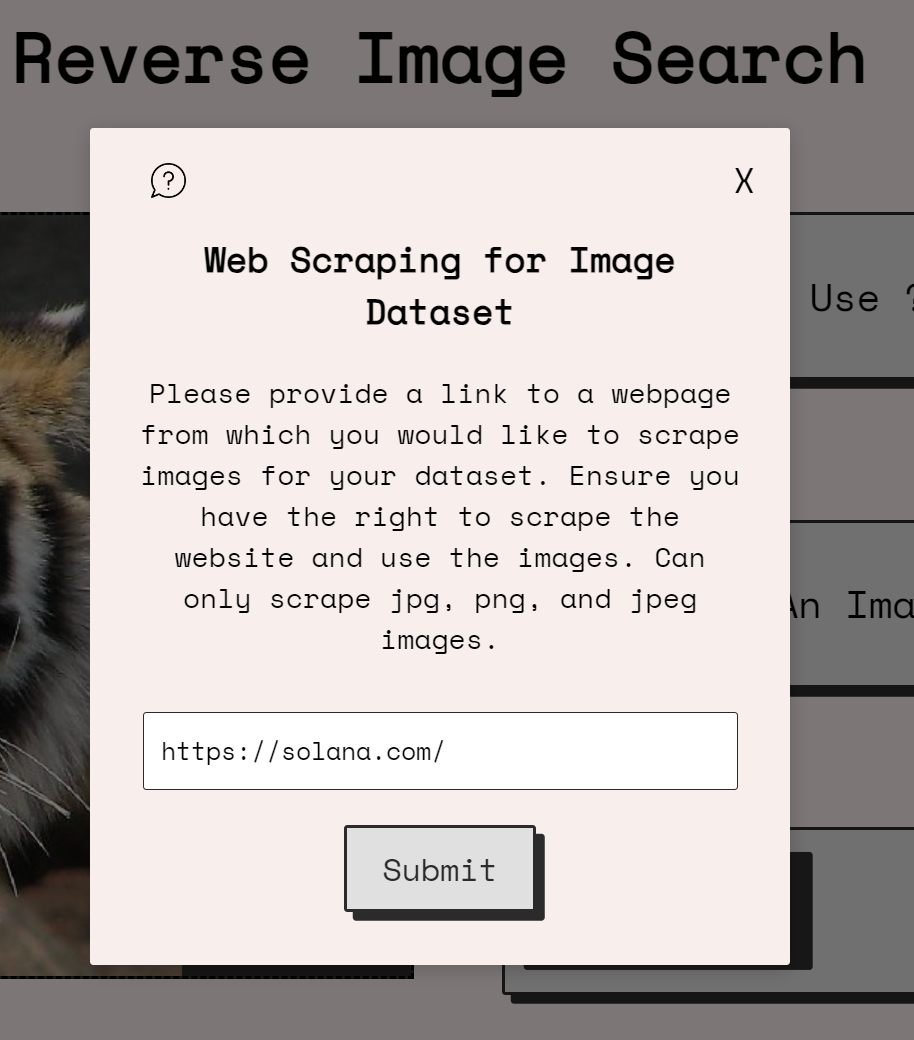 Reverse Image Search
?
X
Web Scraping for Image
Dataset
Use ?
Please provide a link to a webpage
from which you would like to scrape
images for your dataset. Ensure you
have the right to scrape the
website and use the images. Can
only scrape jpg, png, and jpeg
images.
An
https://solana.com/
Submit